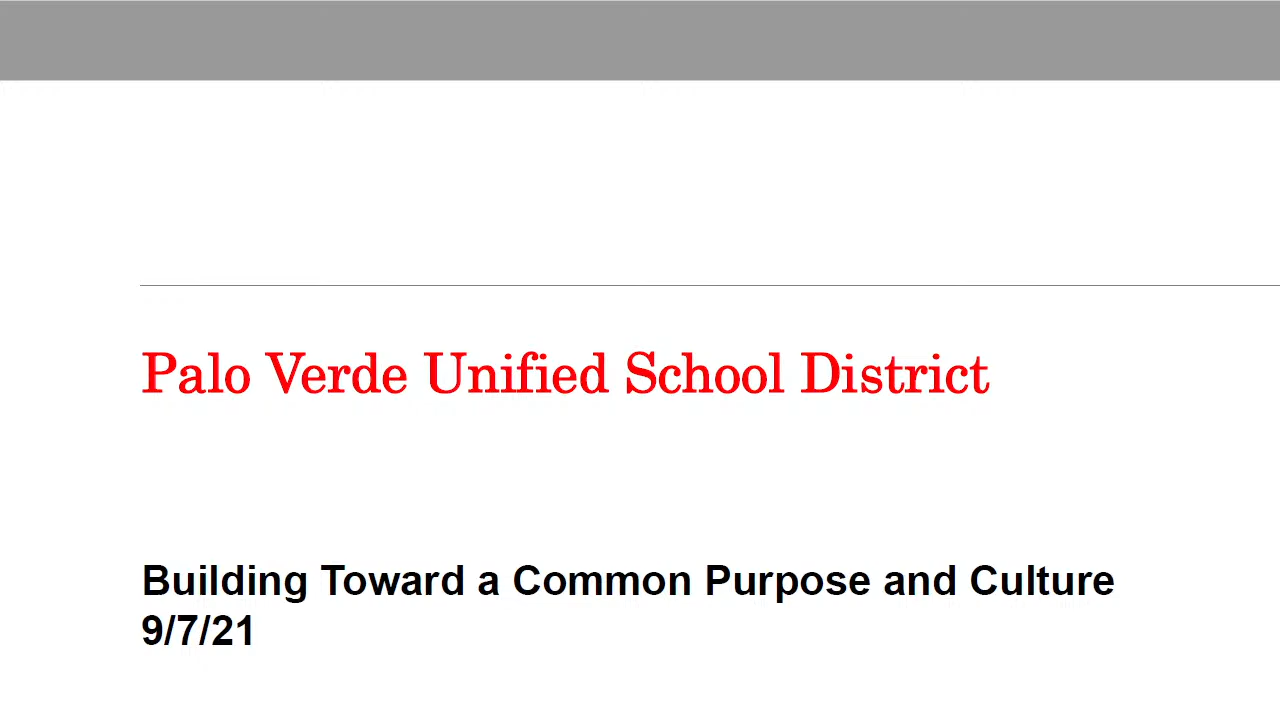 Palo Verde Unified School District
Building Toward a Common Purpose and Culture
9/7/21